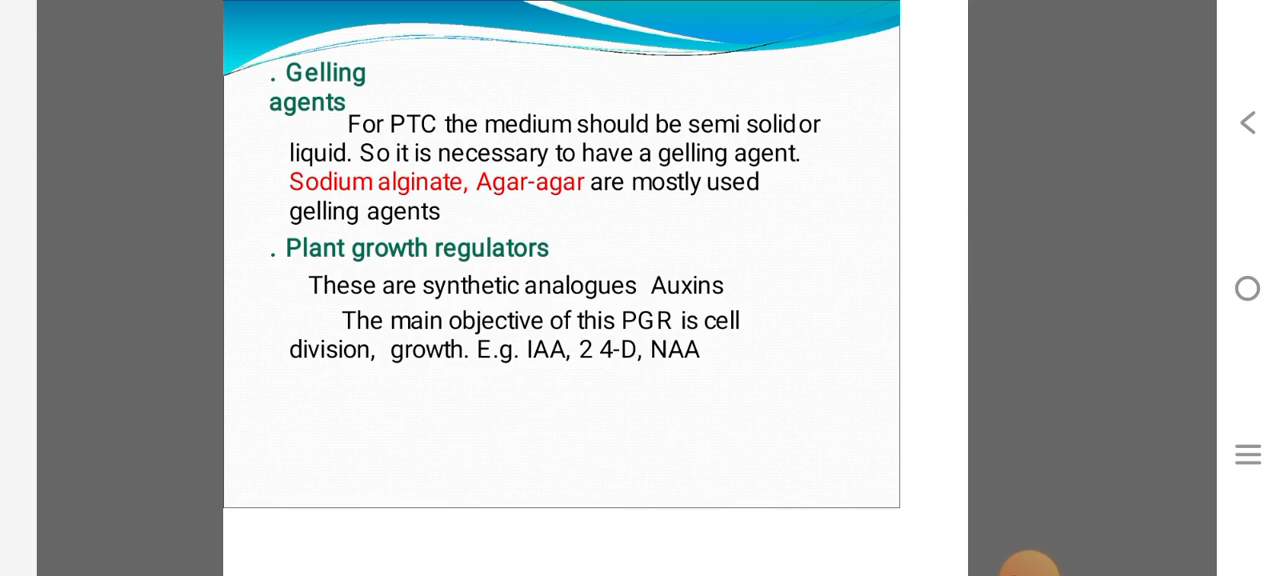 . Gelling
agents
For PTC the medium should be semi solid or
liquid. So it is necessary to have a gelling agent.
Sodium alginate, Agar-agar are mostly used
gelling agents
. Plant growth regulators
These are synthetic analogues Auxins
The main objective of this PGR is cell
division, growth. E.g. IAA, 2 4-D, NAA